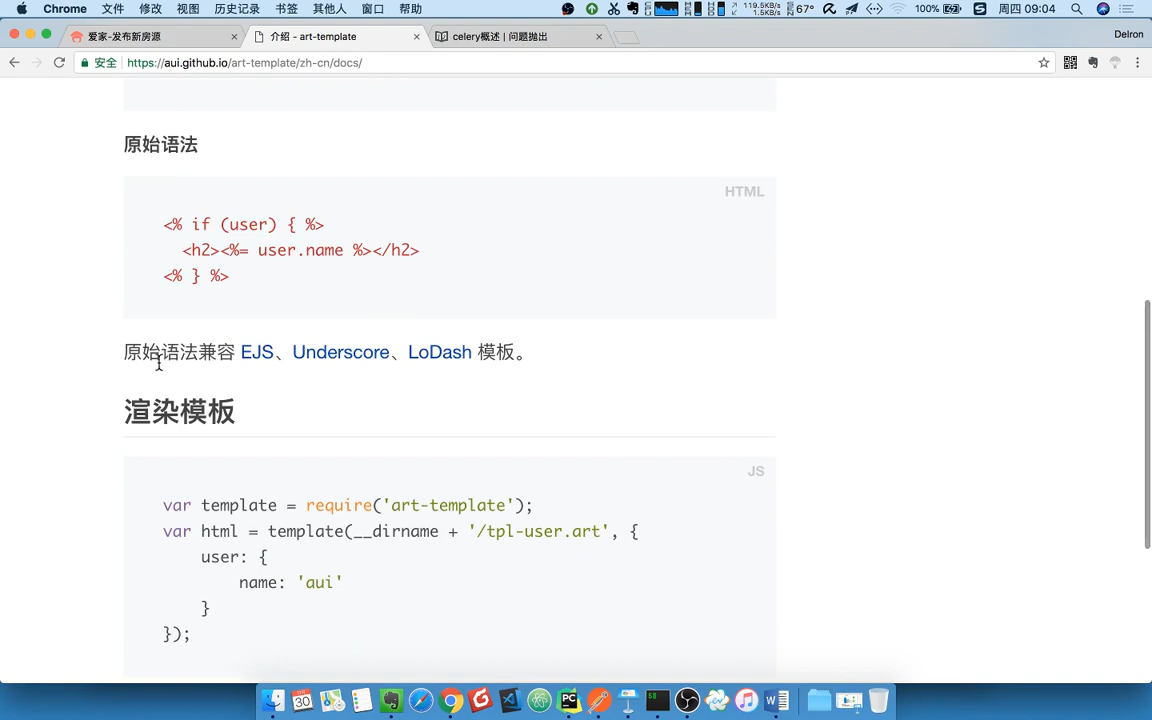 Chrome 文件 修改 视图 历史记录 书签 其他人 窗口 帮助 119.5KB/s 1.5KB/s 67° 100% 周四 09:04
爱家-发布新房源 介绍 - art-template celery概述 | 问题抛出 Delron
安全 https://aui.github.io/art-template/zh-cn/docs/
原始语法
HTML
<% if (user) { %>
<h2><%= user.name %></h2>
<% } %>
原始语法兼容 EJS、Underscore、LoDash 模板。
渲染模板
JS
var template = require('art-template');
var html = template(__dirname + '/tpl-user.art', {
user: {
name: 'aui'
}
});